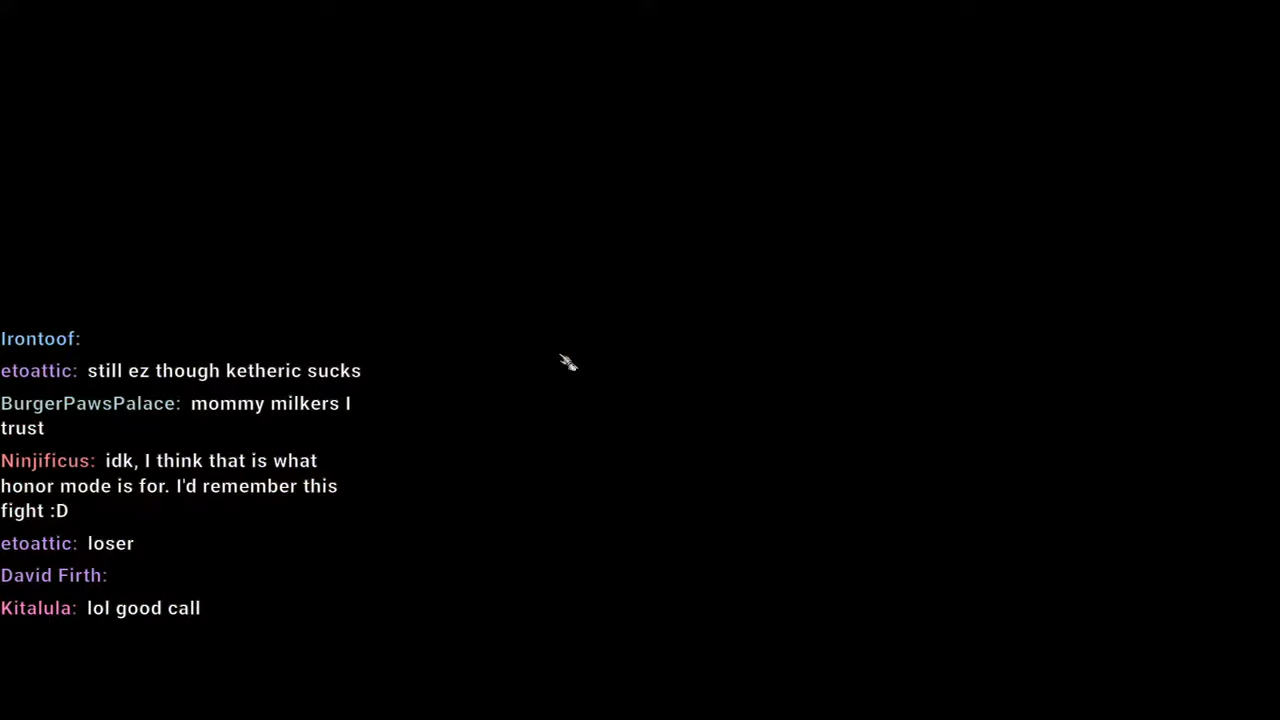 Irontoof:
etoattic: still ez though ketheric sucks
BurgerPawsPalace: mommy milkers I
trust
Ninjificus: idk, I think that is what
honor mode is for. I'd remember this
fight :D
etoattic: loser
David Firth:
Kitalula: lol good call